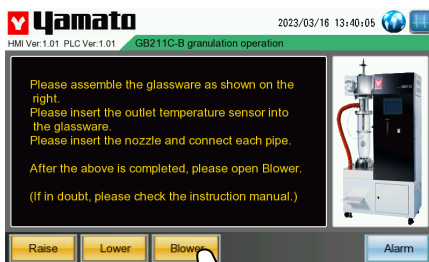 Yamato
2023/03/16 13:40:05
HMI Ver:1.01 PLC Ver:1.01
GB211C-B granulation operation
Please assemble the glassware as shown on the
right.
Please insert the outlet temperature sensor into
the glassware.
Please insert the nozzle and connect each pipe.
After the above is completed, please open Blower.
(If in doubt, please check the instruction manual.)
Raise
Lower
Blower
Alarm